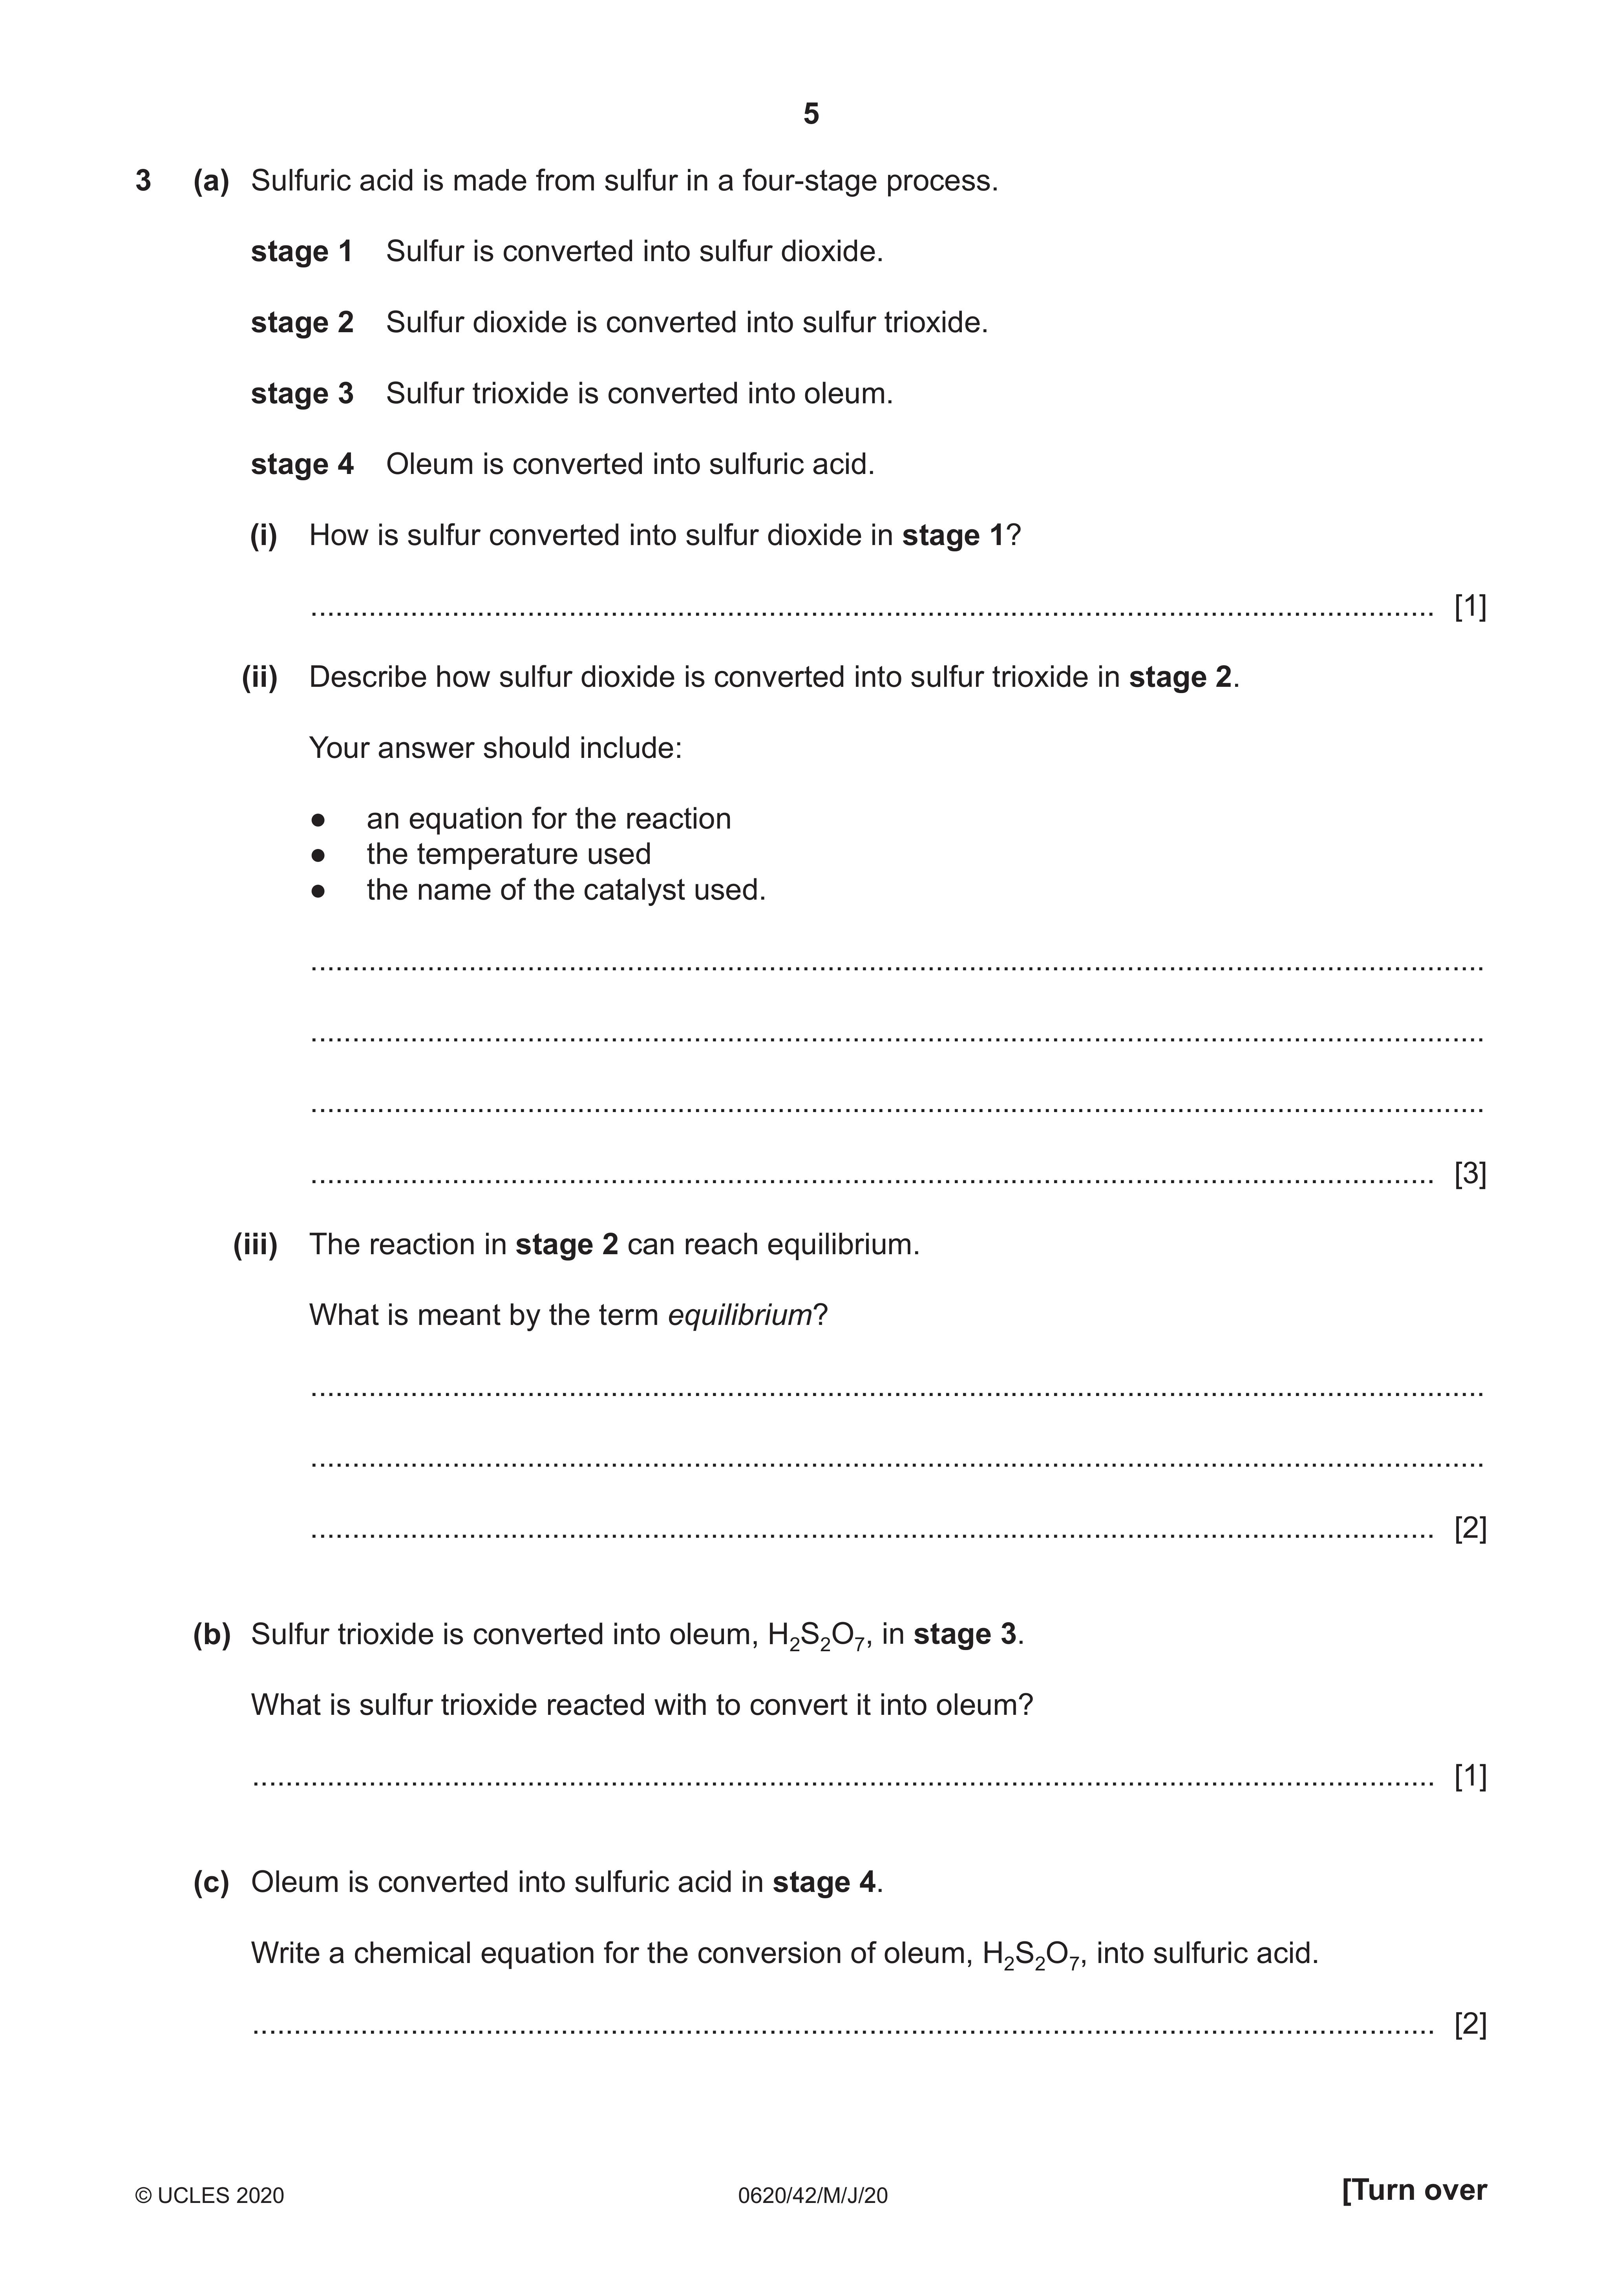 5
3 (a) Sulfuric acid is made from sulfur in a four-stage process.
stage 1 Sulfur is converted into sulfur dioxide.
stage 2 Sulfur dioxide is converted into sulfur trioxide.
stage 3 Sulfur trioxide is converted into oleum.
stage 4 Oleum is converted into sulfuric acid.
(i) How is sulfur converted into sulfur dioxide in stage 1?
.......................................................................................................................................... [1]
(ii) Describe how sulfur dioxide is converted into sulfur trioxide in stage 2.
Your answer should include:
● an equation for the reaction
● the temperature used
● the name of the catalyst used.
................................................................................................................................................
................................................................................................................................................
................................................................................................................................................
.......................................................................................................................................... [3]
(iii) The reaction in stage 2 can reach equilibrium.
What is meant by the term equilibrium?
................................................................................................................................................
................................................................................................................................................
.......................................................................................................................................... [2]
(b) Sulfur trioxide is converted into oleum, H₂S₂O₇, in stage 3.
What is sulfur trioxide reacted with to convert it into oleum?
................................................................................................................................................. [1]
(c) Oleum is converted into sulfuric acid in stage 4.
Write a chemical equation for the conversion of oleum, H₂S₂O₇, into sulfuric acid.
................................................................................................................................................. [2]
© UCLES 2020 0620/42/M/J/20 [Turn over